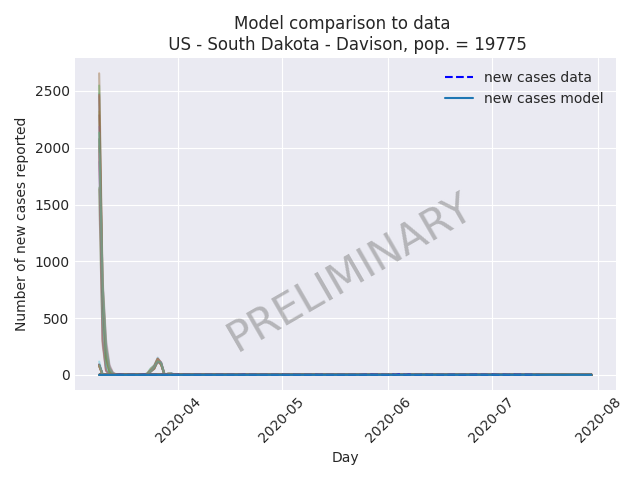 Model comparison to data
US - South Dakota - Davison, pop. = 19775
new cases data
new cases model
Number of new cases reported
2500
2000
1500
1000
500
0
PRELIMINARY
2020-04
2020-05
2020-06
2020-07
2020-08
Day